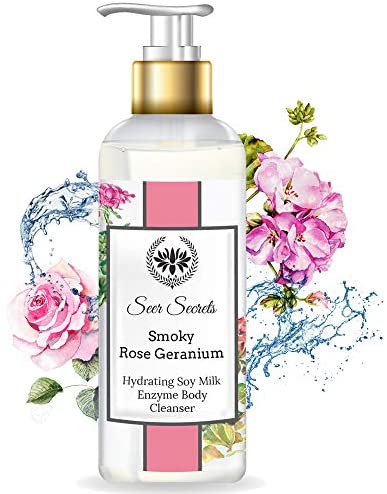 Seer Secrets
Smoky
Rose Geranium
Hydrating Soy Milk
Enzyme Body
Cleanser